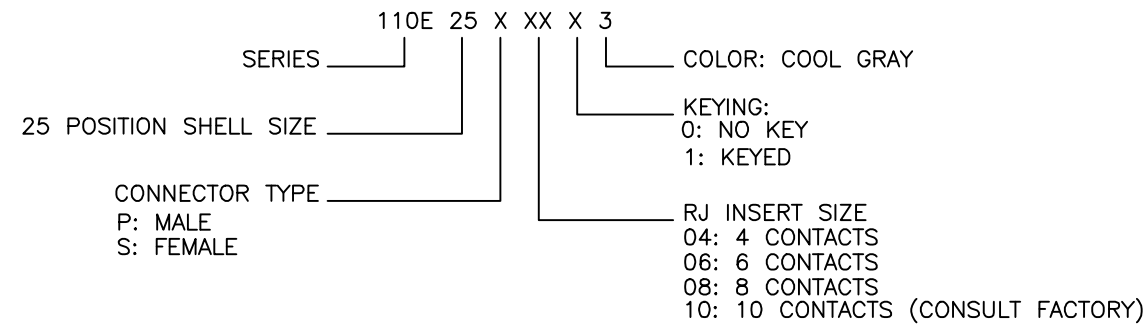 110E 25 X XX X 3
SERIES
COLOR: COOL GRAY
KEYING:
0: NO KEY
1: KEYED
25 POSITION SHELL SIZE
CONNECTOR TYPE
P: MALE
S: FEMALE
RJ INSERT SIZE
04: 4 CONTACTS
06: 6 CONTACTS
08: 8 CONTACTS
10: 10 CONTACTS (CONSULT FACTORY)